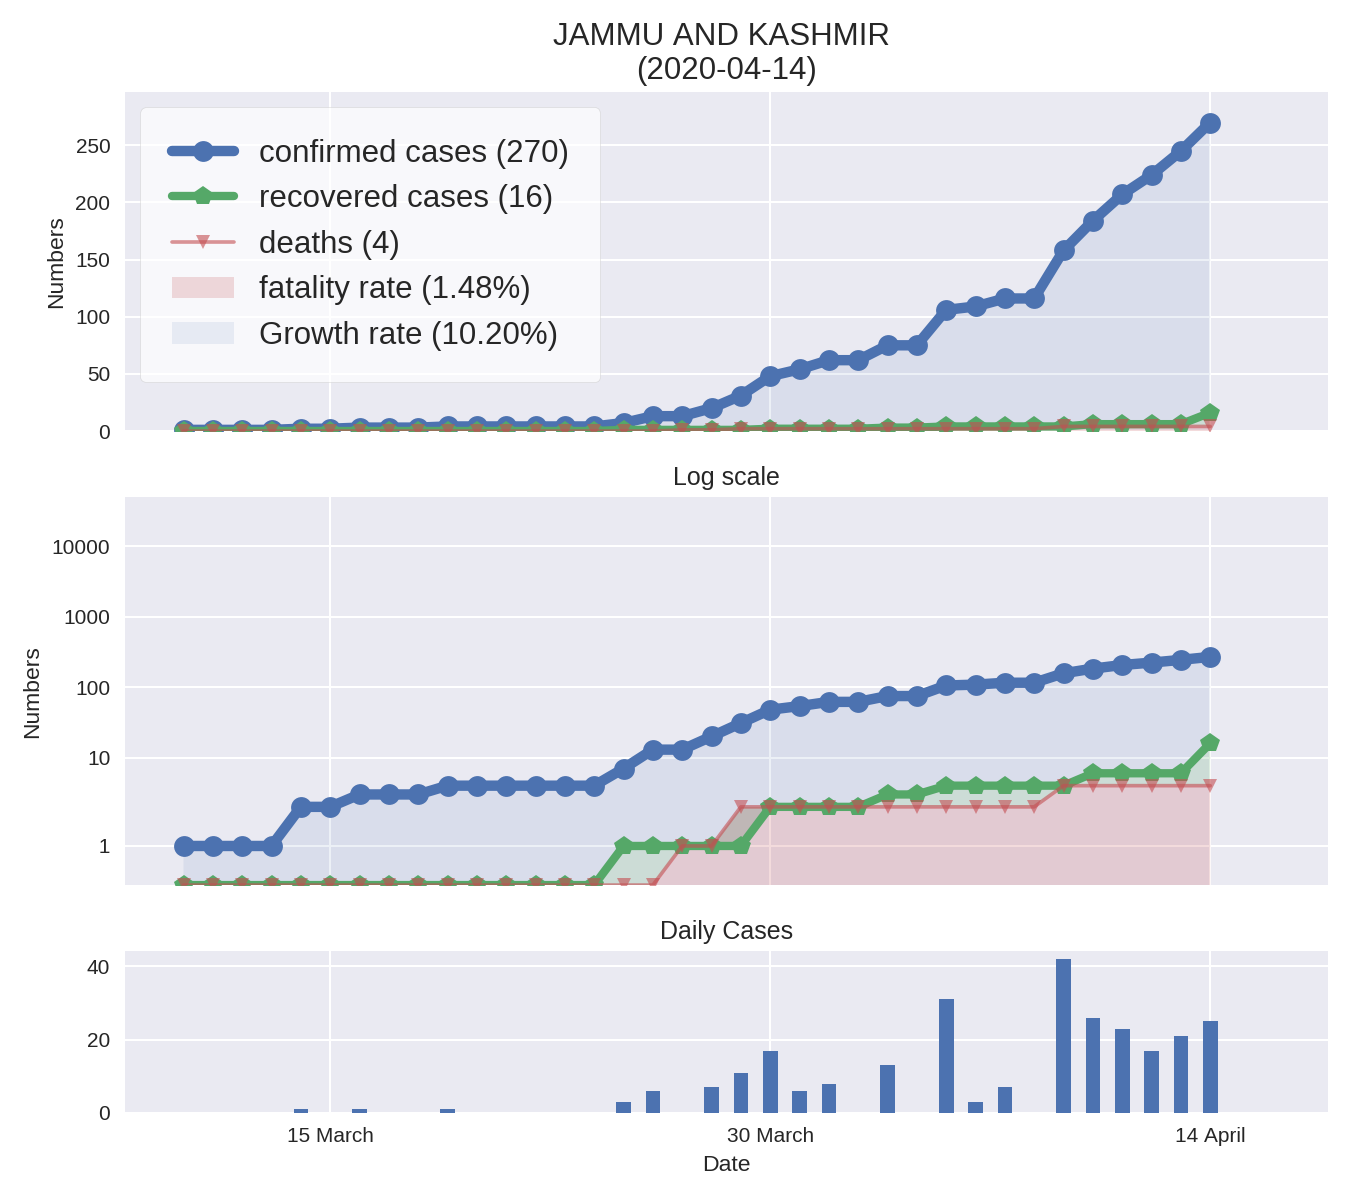 JAMMU AND KASHMIR
(2020-04-14)
Numbers
250
200
150
100
50
0
confirmed cases (270)
recovered cases (16)
deaths (4)
fatality rate (1.48%)
Growth rate (10.20%)
Log scale
Numbers
10000
1000
100
10
1
Daily Cases
40
20
0
15 March
30 March
14 April
Date